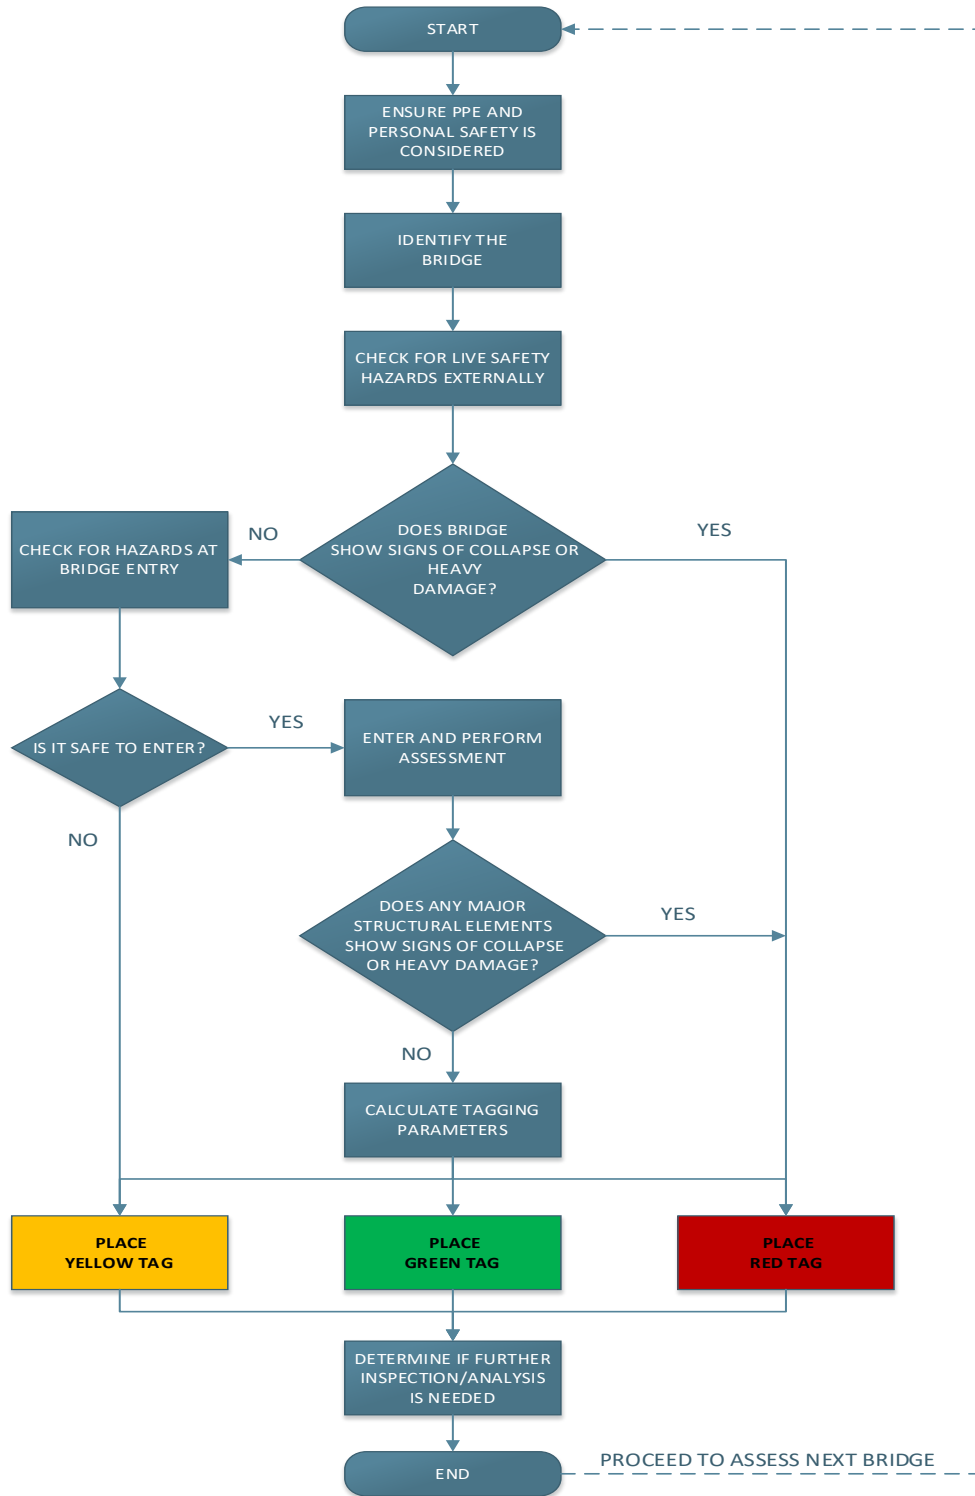 START
ENSURE PPE AND
PERSONAL SAFETY IS
CONSIDERED
IDENTIFY THE
BRIDGE
CHECK FOR LIVE SAFETY
HAZARDS EXTERNALLY
DOES BRIDGE
SHOW SIGNS OF COLLAPSE OR
HEAVY
DAMAGE?
NO
YES
CHECK FOR HAZARDS AT
BRIDGE ENTRY
IS IT SAFE TO ENTER?
YES
NO
ENTER AND PERFORM
ASSESSMENT
DOES ANY MAJOR
STRUCTURAL ELEMENTS
SHOW SIGNS OF COLLAPSE
OR HEAVY DAMAGE?
YES
NO
CALCULATE TAGGING
PARAMETERS
PLACE
YELLOW TAG
PLACE
GREEN TAG
PLACE
RED TAG
DETERMINE IF FURTHER
INSPECTION/ANALYSIS
IS NEEDED
END
PROCEED TO ASSESS NEXT BRIDGE